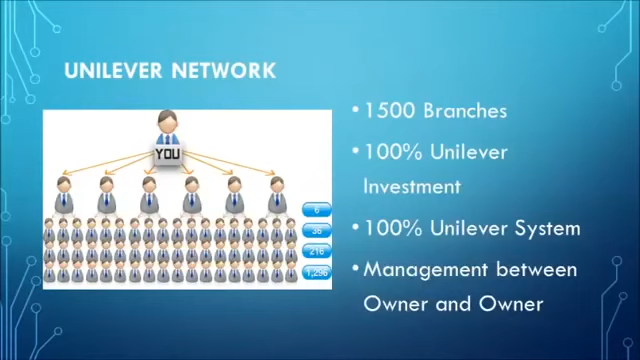 UNILEVER NETWORK
YOU
6
36
216
1,296
• 1500 Branches
• 100% Unilever
Investment
• 100% Unilever System
• Management between
Owner and Owner